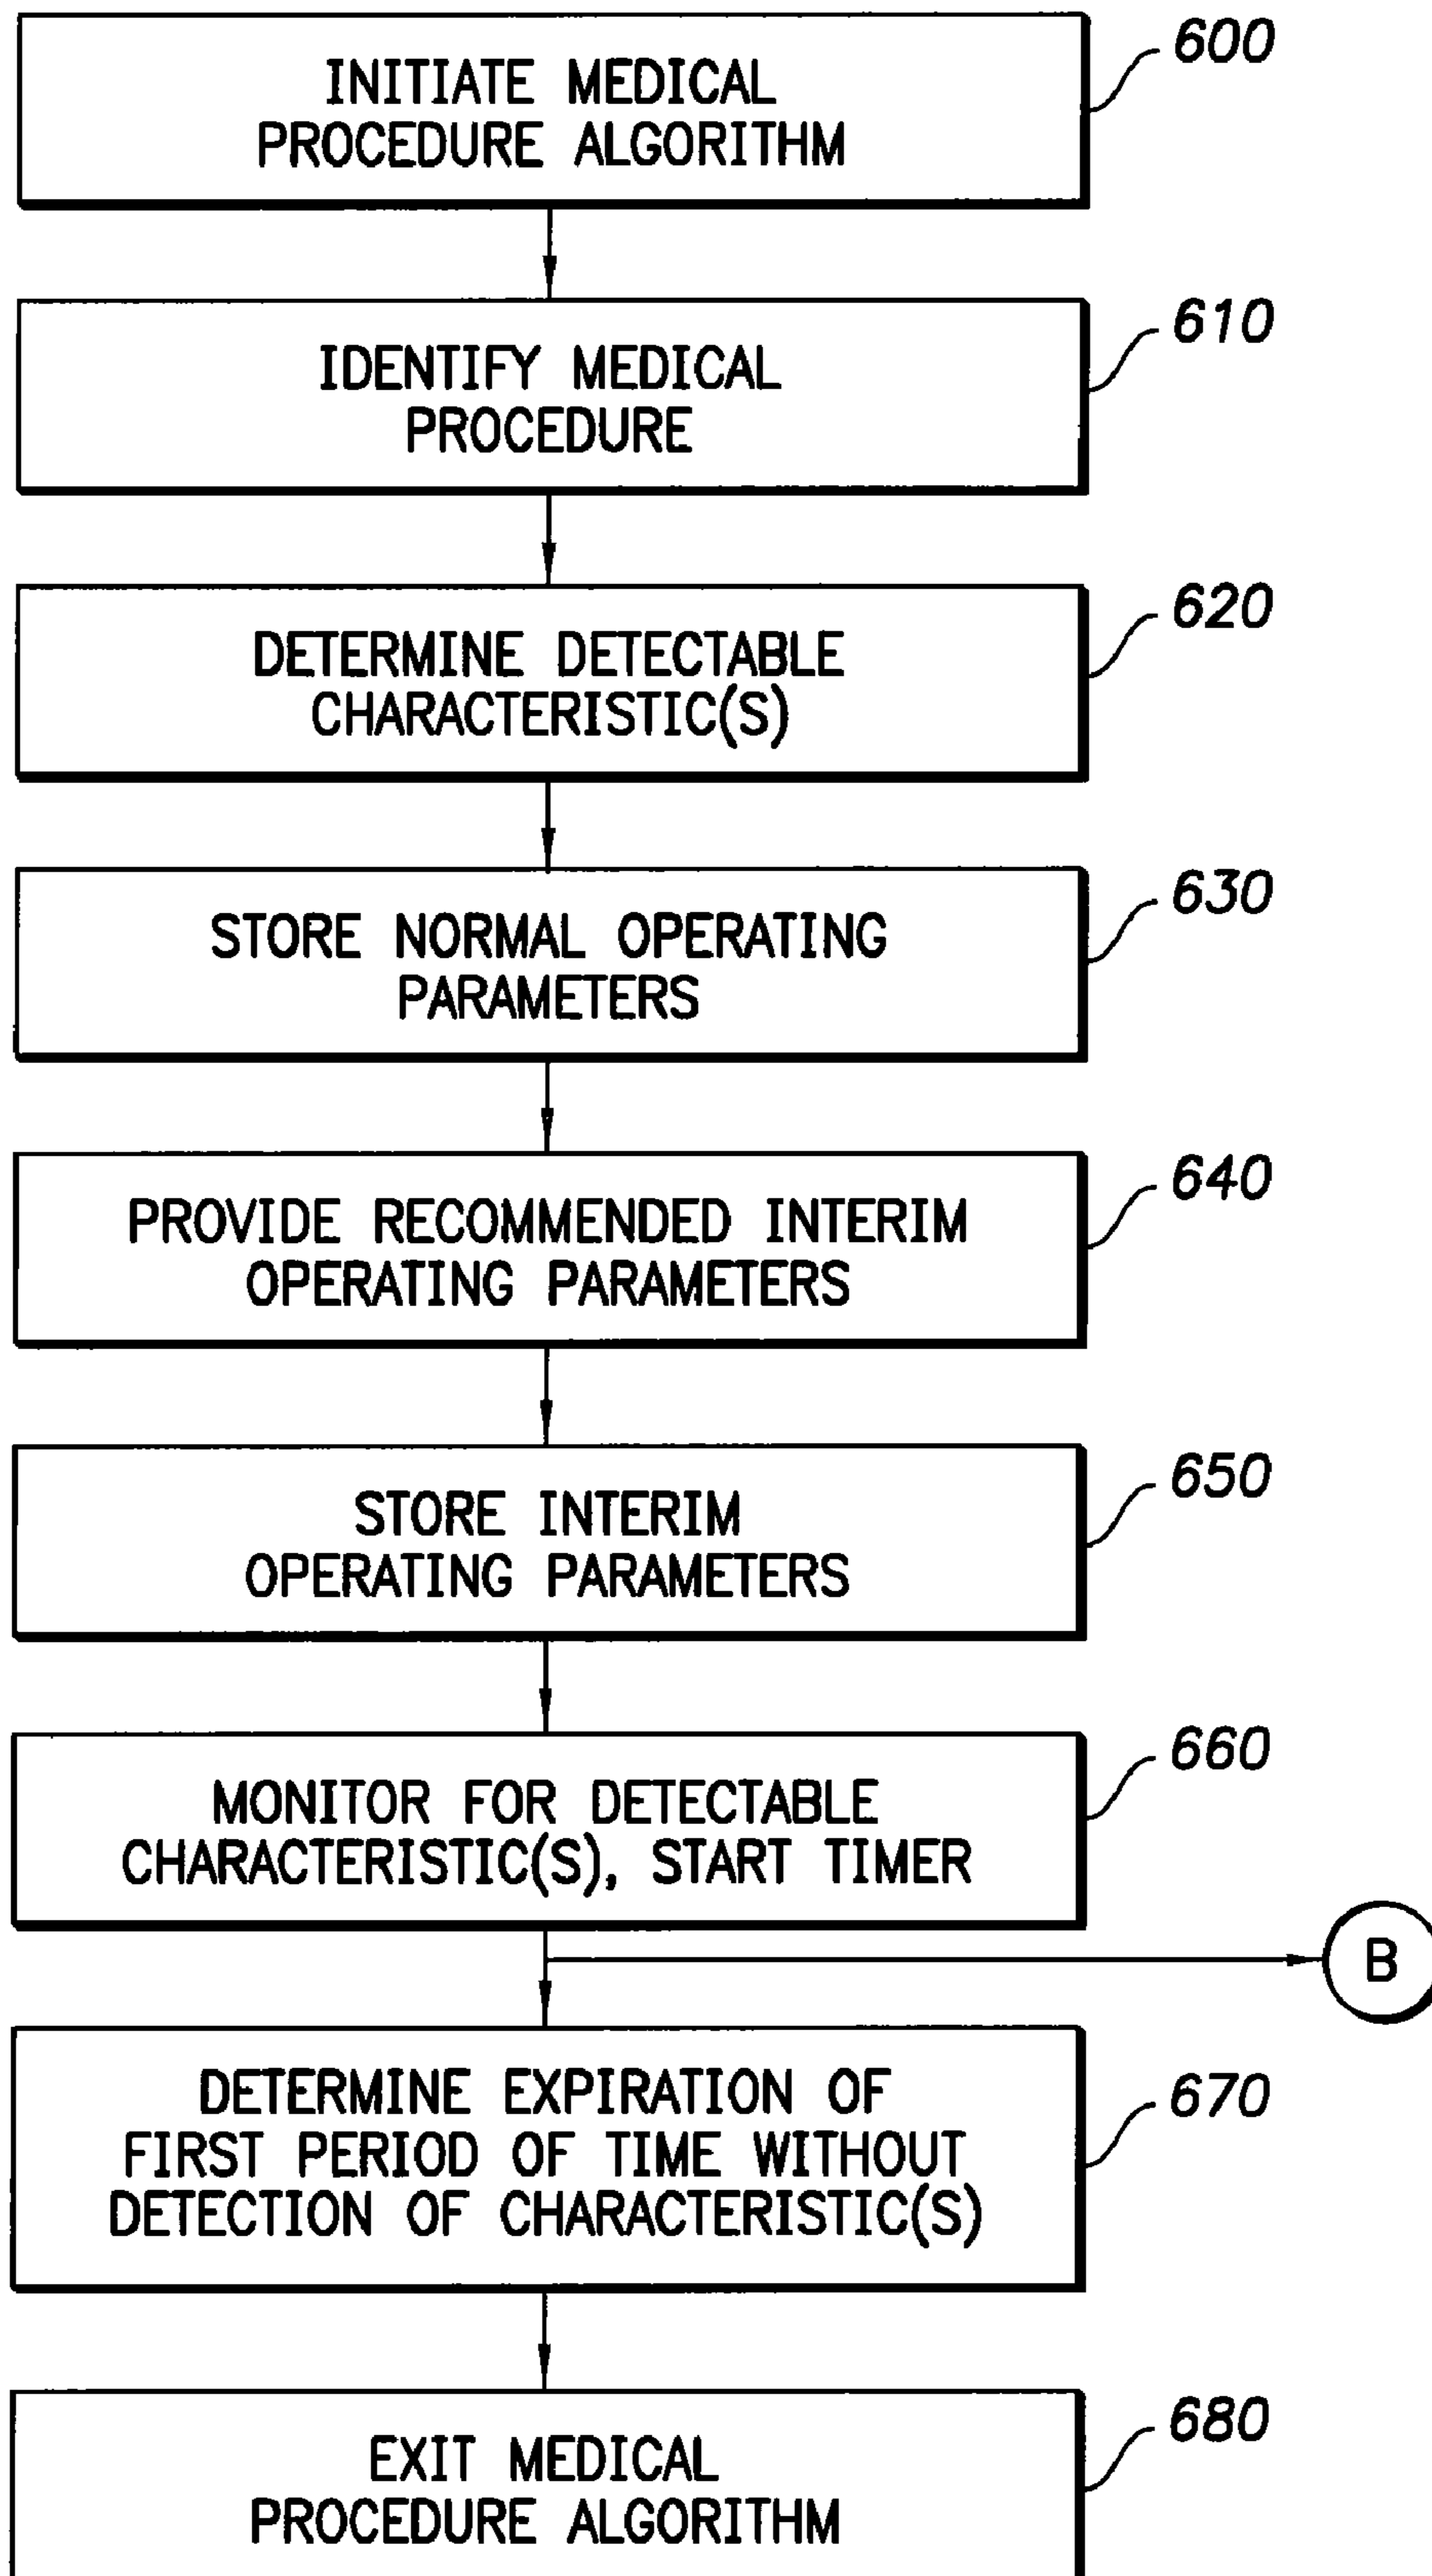 INITIATE MEDICAL
PROCEDURE ALGORITHM
600
IDENTIFY MEDICAL
PROCEDURE
610
DETERMINE DETECTABLE
CHARACTERISTIC(S)
620
STORE NORMAL OPERATING
PARAMETERS
630
PROVIDE RECOMMENDED INTERIM
OPERATING PARAMETERS
640
STORE INTERIM
OPERATING PARAMETERS
650
MONITOR FOR DETECTABLE
CHARACTERISTIC(S), START TIMER
660
B
DETERMINE EXPIRATION OF
FIRST PERIOD OF TIME WITHOUT
DETECTION OF CHARACTERISTIC(S)
670
EXIT MEDICAL
PROCEDURE ALGORITHM
680